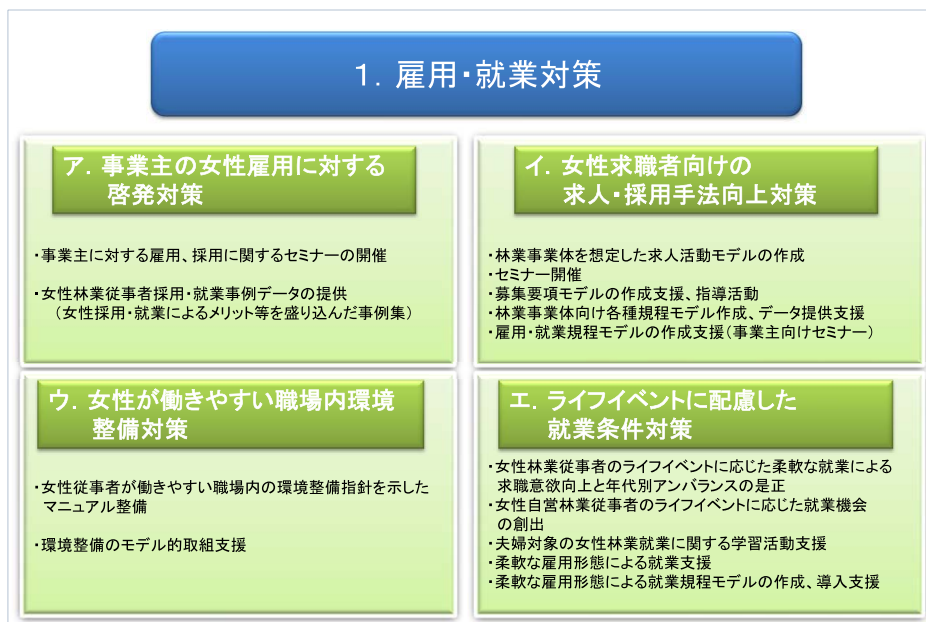 １．雇用・就業対策
ア．事業主の女性雇用に対する
啓発対策
・事業主に対する雇用、採用に関するセミナーの開催
・女性林業従事者採用・就業事例データの提供
（女性採用・就業によるメリット等を盛り込んだ事例集）
イ．女性求職者向けの
求人・採用手法向上対策
・林業事業体を想定した求人活動モデルの作成
・セミナー開催
・募集要項モデルの作成支援、指導活動
・林業事業体向け各種規程モデル作成、データ提供支援
・雇用・就業規程モデルの作成支援（事業主向けセミナー）
ウ．女性が働きやすい職場内環境
整備対策
・女性従事者が働きやすい職場内の環境整備指針を示した
マニュアル整備
・環境整備のモデル的取組支援
エ．ライフイベントに配慮した
就業条件対策
・女性林業従事者のライフイベントに応じた柔軟な就業による
求職意欲向上と年代別アンバランスの是正
・女性自営林業従事者のライフイベントに応じた就業機会
の創出
・夫婦対象の女性林業就業に関する学習活動支援
・柔軟な雇用形態による就業支援
・柔軟な雇用形態による就業規程モデルの作成、導入支援